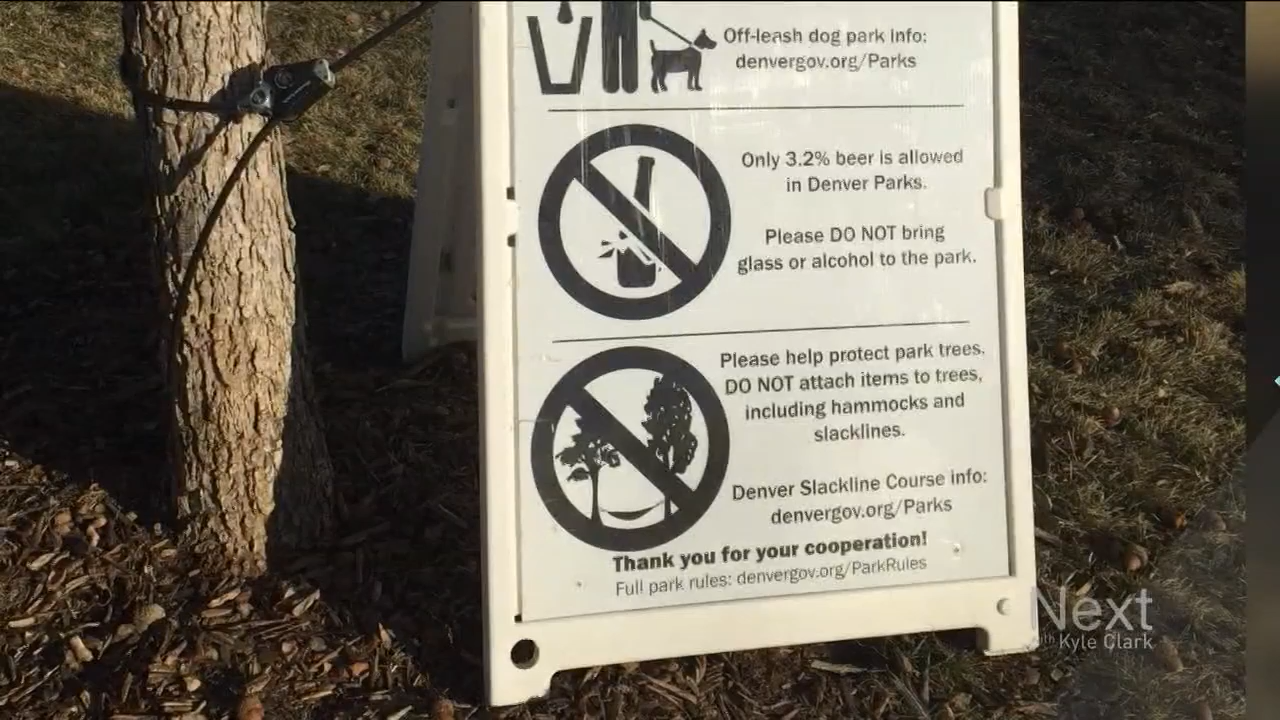 Off-leash dog park info:
denvergov.org/Parks
Only 3.2% beer is allowed
in Denver Parks.
Please DO NOT bring
glass or alcohol to the park.
Please help protect park trees.
DO NOT attach items to trees,
including hammocks and
slacklines.
Denver Slackline Course info:
denvergov.org/Parks
Thank you for your cooperation!
Full park rules: denvergov.org/ParkRules
Next
with Kyle Clark